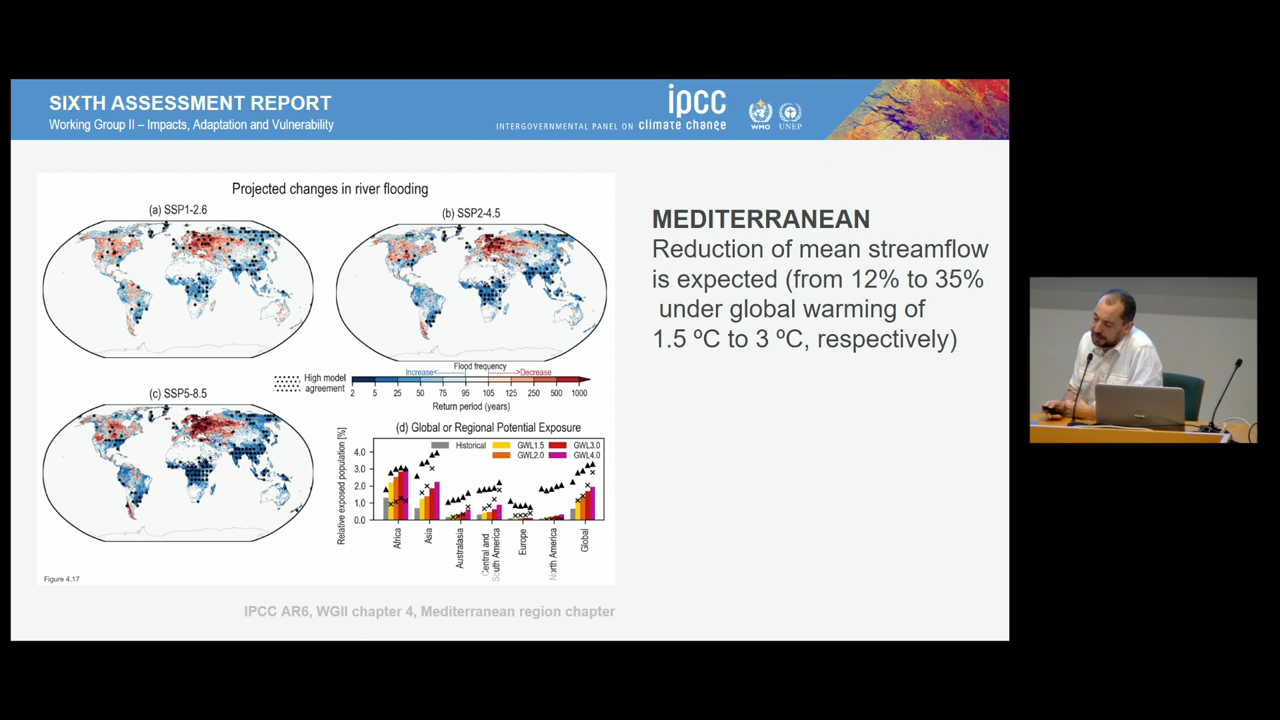 SIXTH ASSESSMENT REPORT
Working Group II – Impacts, Adaptation and Vulnerability
ipcc
INTERGOVERNMENTAL PANEL ON climate change
WMO
UNEP
Projected changes in river flooding
(a) SSP1-2.6
(b) SSP2-4.5
(c) SSP5-8.5
High model
agreement
Flood frequency
Increase<
>Decrease
2 5 25 50 75 95 105 125 250 500 1000
Return period (years)
(d) Global or Regional Potential Exposure
Relative exposed population [%]
Historical GWL1.5 GWL3.0
GWL2.0 GWL4.0
4.0
3.0
2.0
1.0
0.0
Africa
Asia
Australasia
Central and
South America
Europe
North America
Global
Figure 4.17
MEDITERRANEAN
Reduction of mean streamflow
is expected (from 12% to 35%
under global warming of
1.5 ºC to 3 ºC, respectively)
IPCC AR6, WGII chapter 4, Mediterranean region chapter